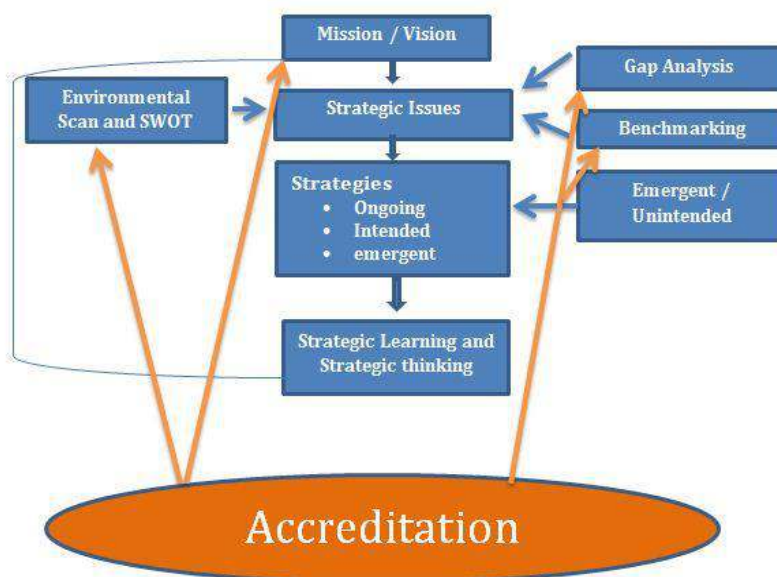 Mission / Vision
Gap Analysis
Environmental
Scan and SWOT
Strategic Issues
Benchmarking
Strategies
• Ongoing
• Intended
• emergent
Emergent /
Unintended
Strategic Learning and
Strategic thinking
Accreditation